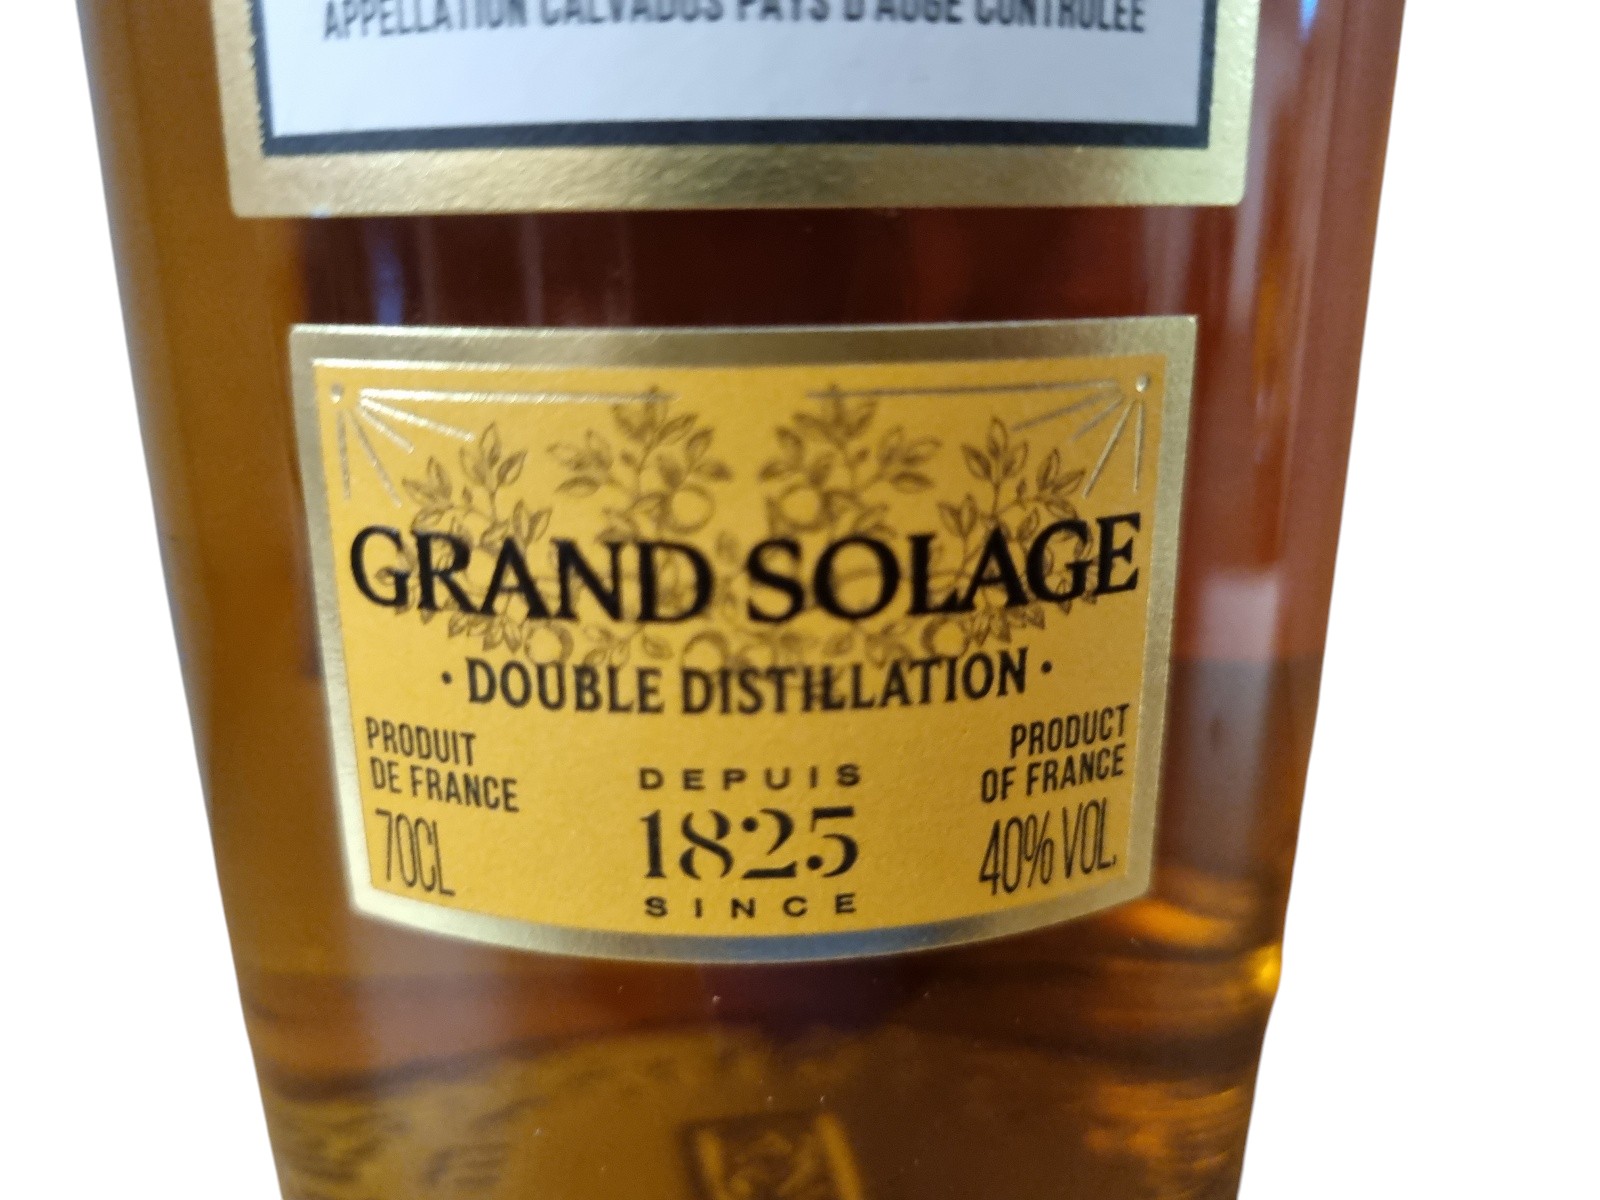 APPELLATION CALVADOS PAYS D'AUGE CONTRÔLÉE
GRAND SOLAGE
· DOUBLE DISTILLATION ·
PRODUIT
DE FRANCE
70CL
DEPUIS
1825
SINCE
PRODUCT
OF FRANCE
40% VOL.